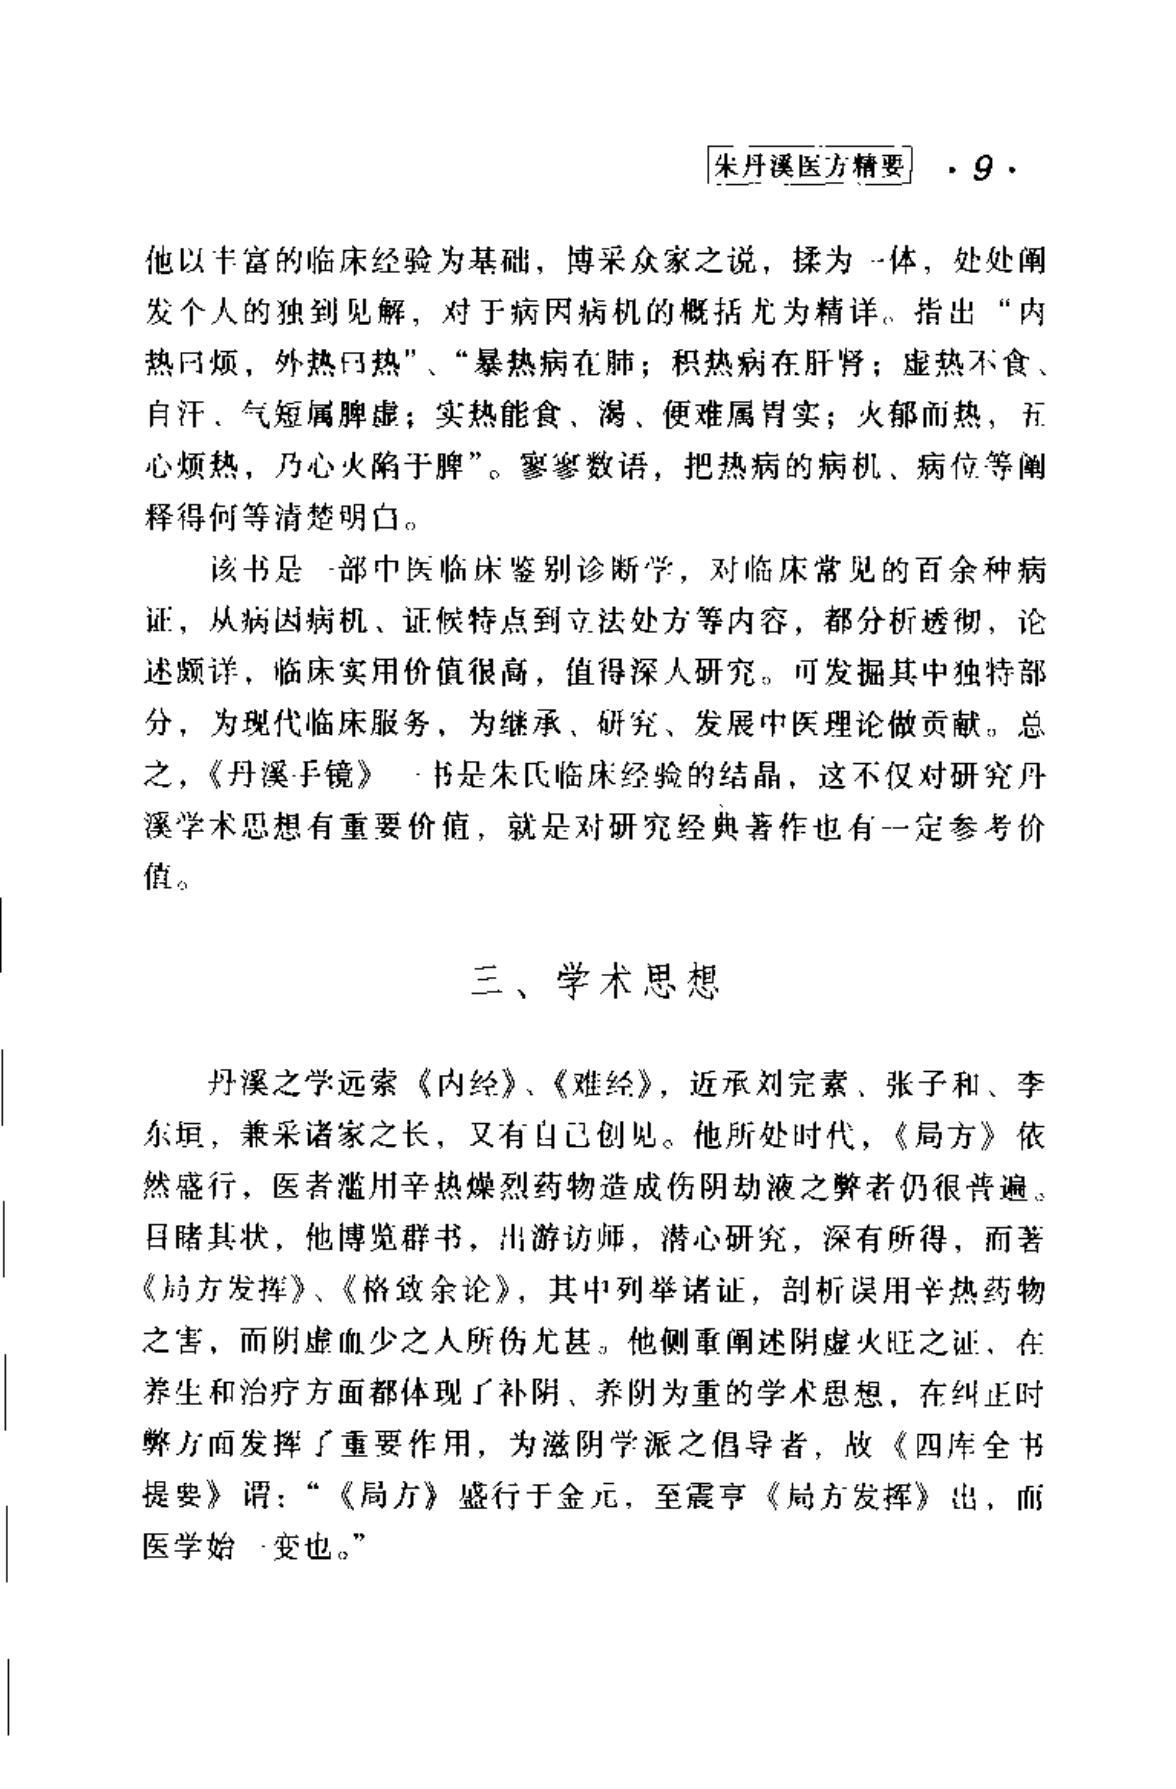 朱丹溪医方精要 ·9·
他以丰富的临床经验为基础，博采众家之说，揉为一体，处处阐
发个人的独到见解，对于病因病机的概括尤为精详。指出“内
热曰烦，外热曰热”、“暴热病在肺；积热病在肝肾；虚热不食、
自汗、气短属脾虚；实热能食、渴、便难属胃实；火郁而热，五
心烦热，乃心火陷于脾”。寥寥数语，把热病的病机、病位等阐
释得何等清楚明白。
该书是一部中医临床鉴别诊断学，对临床常见的百余种病
证，从病因病机、证候特点到立法处方等内容，都分析透彻，论
述颇详，临床实用价值很高，值得深人研究。可发掘其中独特部
分，为现代临床服务，为继承、研究、发展中医理论做贡献。总
之，《丹溪手镜》一书是朱氏临床经验的结晶，这不仅对研究丹
溪学术思想有重要价值，就是对研究经典著作也有一定参考价
值。
三、学术思想
丹溪之学远索《内经》、《难经》，近承刘完素、张子和、李
东垣，兼采诸家之长，又有自己创见。他所处时代，《局方》依
然盛行，医者滥用辛热燥烈药物造成伤阴劫液之弊者仍很普遍。
目睹其状，他博览群书，出游访师，潜心研究，深有所得，而著
《局方发挥》、《格致余论》，其中列举诸证，剖析误用辛热药物
之害，而阴虚血少之人所伤尤甚。他侧重阐述阴虚火旺之证，在
养生和治疗方面都体现了补阴、养阴为重的学术思想，在纠正时
弊方面发挥了重要作用，为滋阴学派之倡导者，故《四库全书
提要》谓：“《局方》盛行于金元，至震亨《局方发挥》出，而
医学始一变也。”